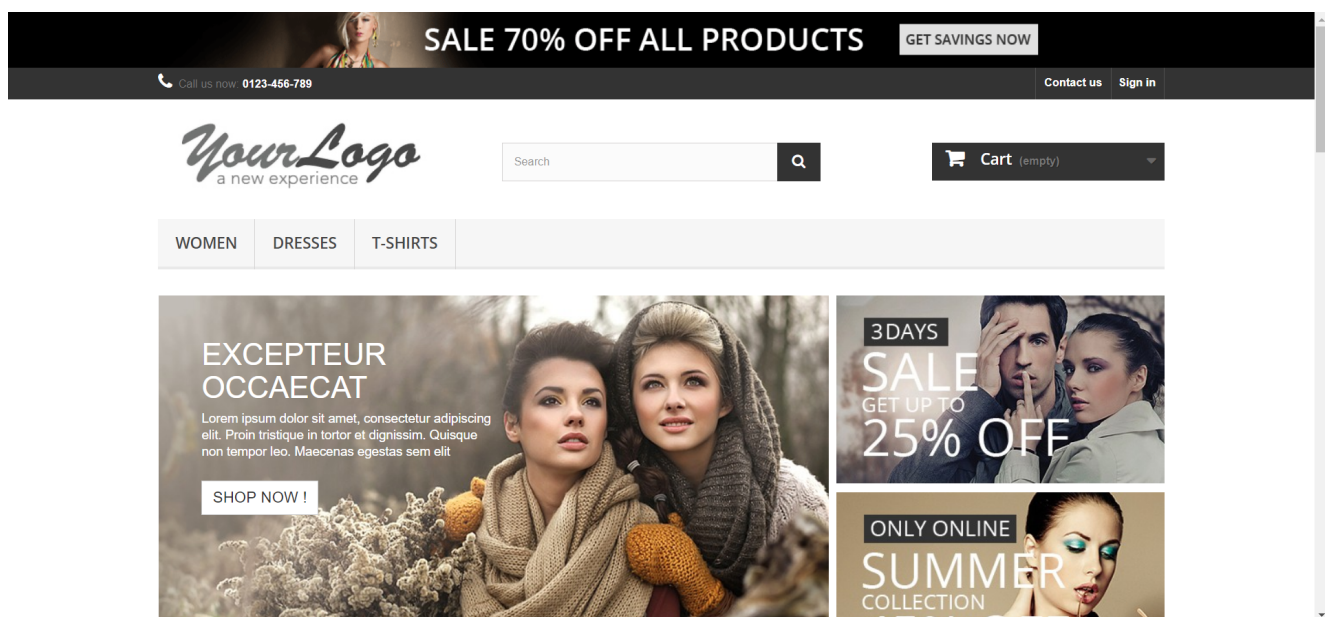 SALE 70% OFF ALL PRODUCTS
GET SAVINGS NOW
Call us now: 0123-456-789
Contact us
Sign in
YourLogo
a new experience
Search
Cart (empty)
WOMEN
DRESSES
T-SHIRTS
EXCEPTEUR
OCCAECAT
Lorem ipsum dolor sit amet, consectetur adipiscing
elit. Proin tristique in tortor et dignissim. Quisque
non tempor leo. Maecenas egestas sem elit
SHOP NOW !
3 DAYS
SALE
GET UP TO
25% OFF
ONLY ONLINE
SUMMER
COLLECTION